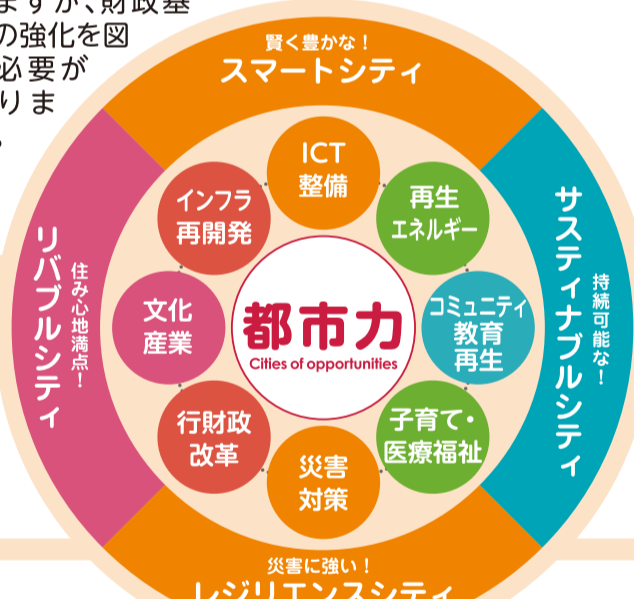 ますが、財政基
の強化を図
必要が
りま
賢く豊かな！
スマートシティ
ICT
整備
インフラ
再開発
再生
エネルギー
リバブルシティ
住み心地満点！
文化
産業
都市力
Cities of opportunities
コミュニティ
教育
再生
持続可能な！
サスティナブルシティ
行財政
改革
子育て・
医療福祉
災害
対策
災害に強い！
レジリエンスシティ